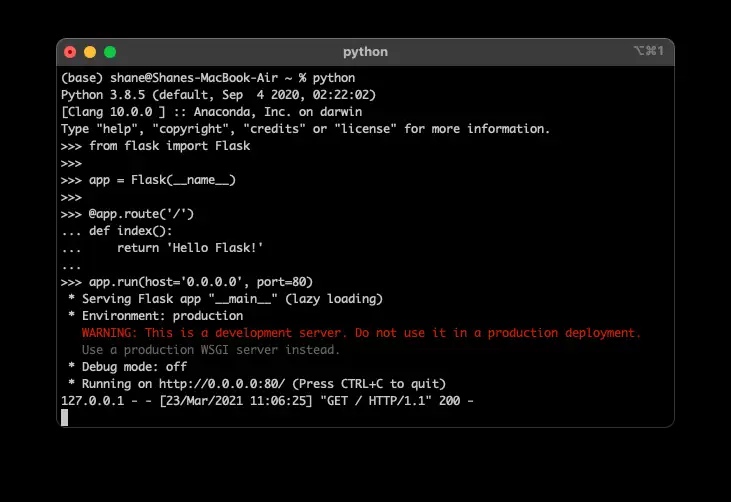 python
⌥⌘1
(base) shane@Shanes-MacBook-Air ~ % python
Python 3.8.5 (default, Sep  4 2020, 02:22:02)
[Clang 10.0.0 ] :: Anaconda, Inc. on darwin
Type "help", "copyright", "credits" or "license" for more information.
>>> from flask import Flask
>>>
>>> app = Flask(__name__)
>>>
>>> @app.route('/')
... def index():
...     return 'Hello Flask!'
...
>>> app.run(host='0.0.0.0', port=80)
 * Serving Flask app "__main__" (lazy loading)
 * Environment: production
   WARNING: This is a development server. Do not use it in a production deployment.
   Use a production WSGI server instead.
 * Debug mode: off
 * Running on http://0.0.0.0:80/ (Press CTRL+C to quit)
127.0.0.1 - - [23/Mar/2021 11:06:25] "GET / HTTP/1.1" 200 -